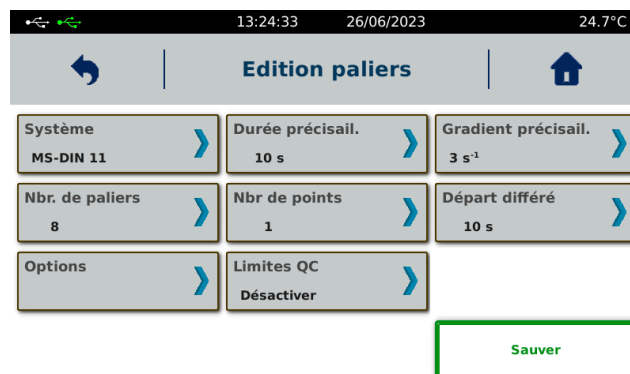 13:24:33 26/06/2023 24.7°C
Edition paliers
Système Durée précisail. Gradient précisail.
MS-DIN 11 10 s 3 s⁻¹
Nbr. de paliers Nbr de points Départ différé
8 1 10 s
Options Limites QC
Désactiver
Sauver